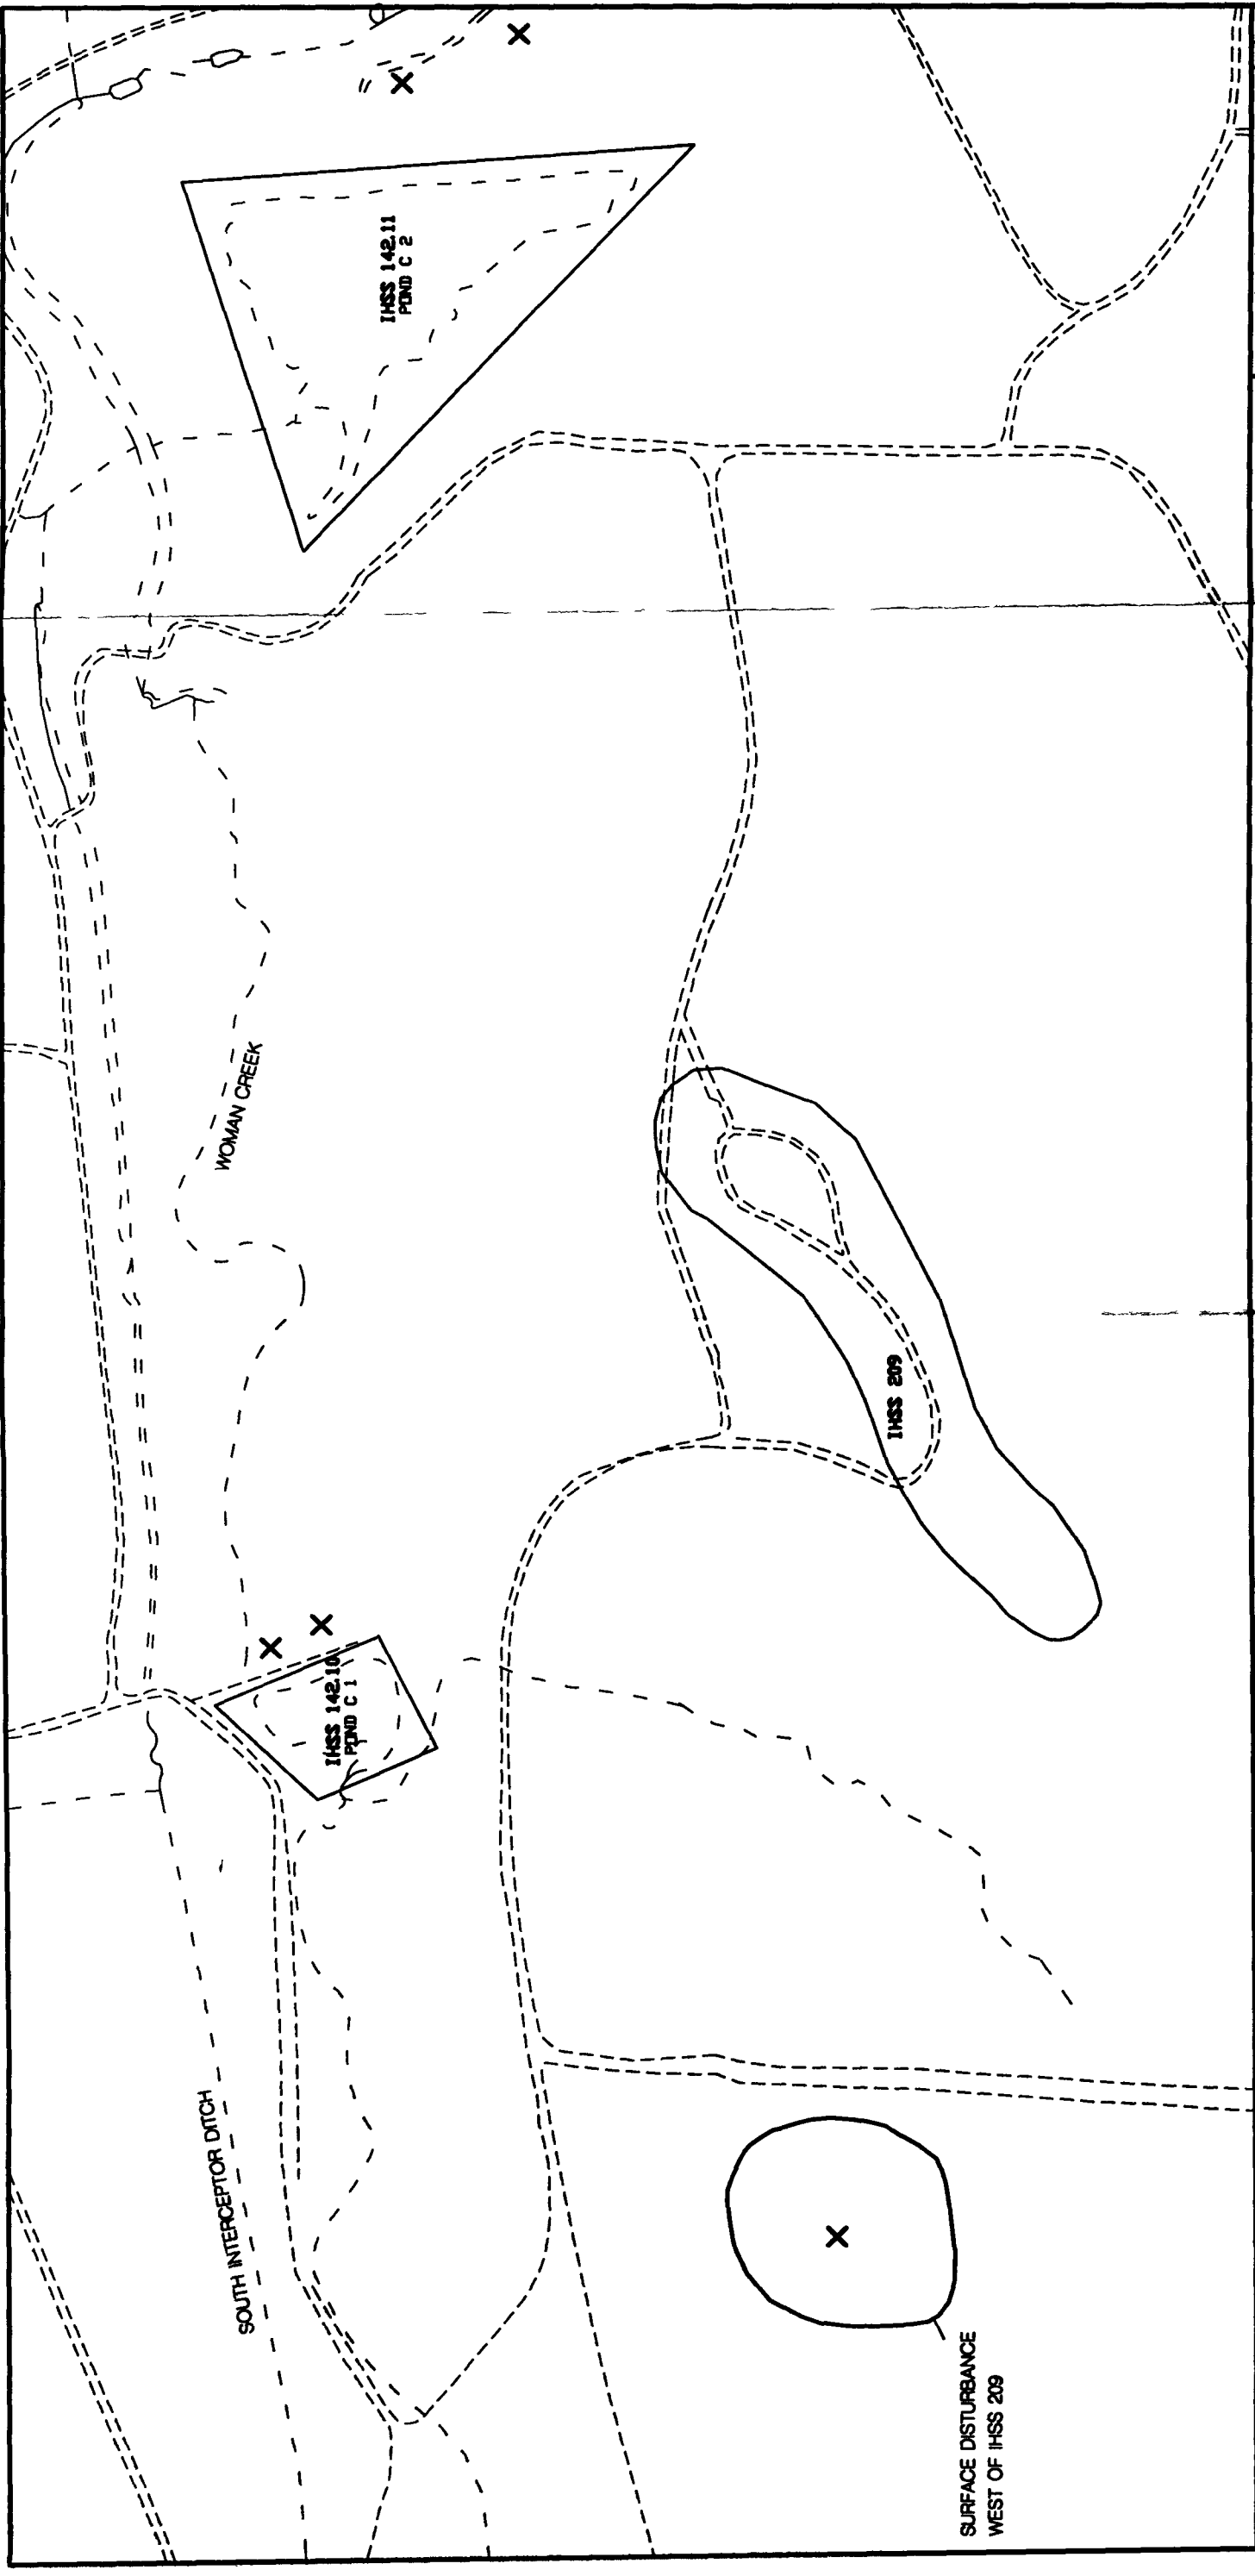 IHSS 142.11
POND C 2
WOMAN CREEK
IHSS 209
IHSS 142.10
POND C 1
SOUTH INTERCEPTOR DITCH
SURFACE DISTURBANCE
WEST OF IHSS 209